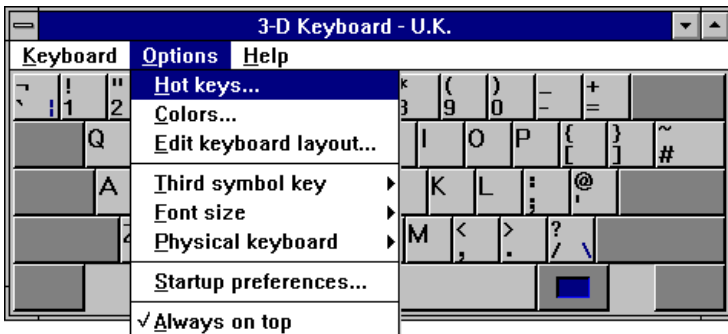 3-D Keyboard - U.K.
Keyboard Options Help
Hot keys...
Colors...
Edit keyboard layout...
Third symbol key
Font size
Physical keyboard
Startup preferences...
✓Always on top
¬ ! " * ( ) _ +
` ¦ 1 2 8 9 0 - =
Q I O P { } ~
[ ] #
A K L : @
; '
Z M < > ?
, . / \